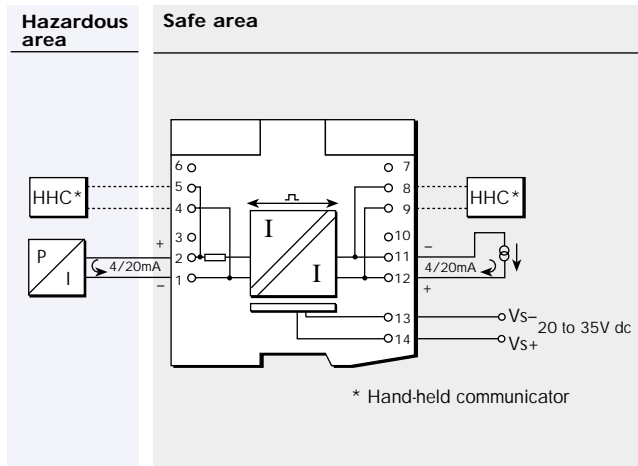 Hazardous area
Safe area
6
7
HHC*
5
4
8
9
HHC*
3
10
P
I
+
4/20mA
–
2
1
I
I
11
12
–
4/20mA
+
13
Vs–
20 to 35V dc
14
Vs+
* Hand-held communicator